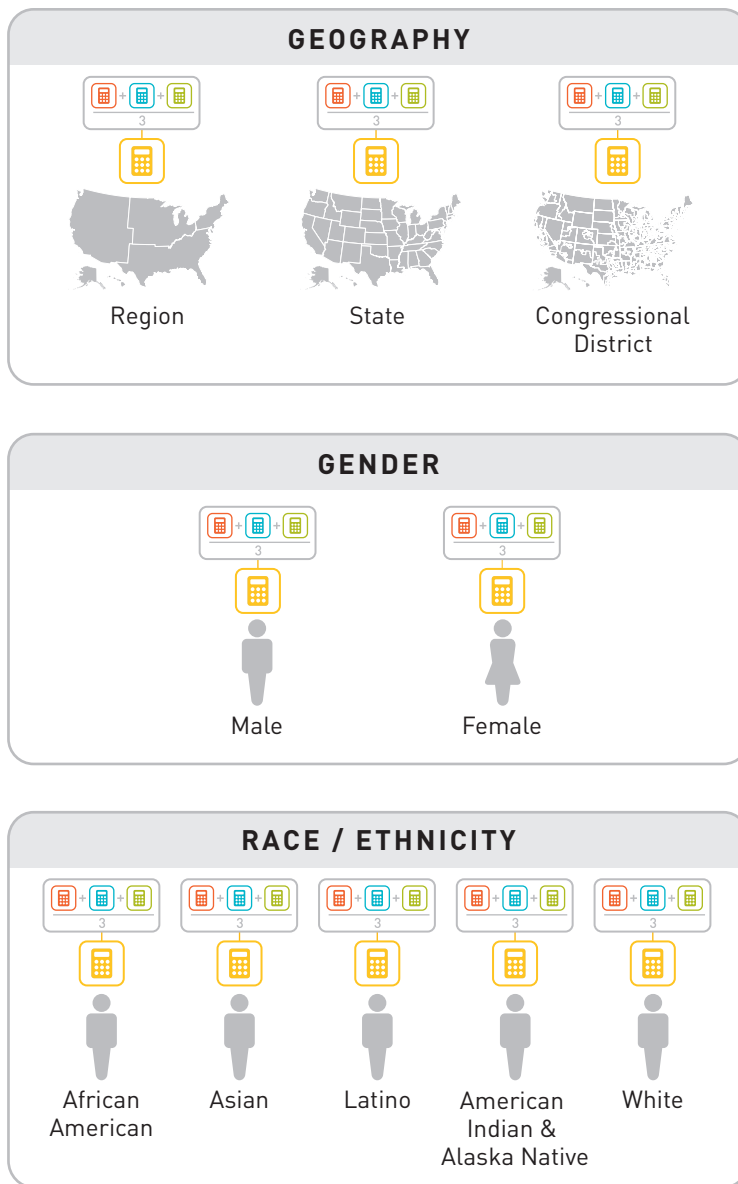 GEOGRAPHY
+ +
3
+ +
3
+ +
3
Region
State
Congressional
District
GENDER
+ +
3
+ +
3
Male
Female
RACE / ETHNICITY
+ +
3
+ +
3
+ +
3
+ +
3
+ +
3
African
American
Asian
Latino
American
Indian &
Alaska Native
White